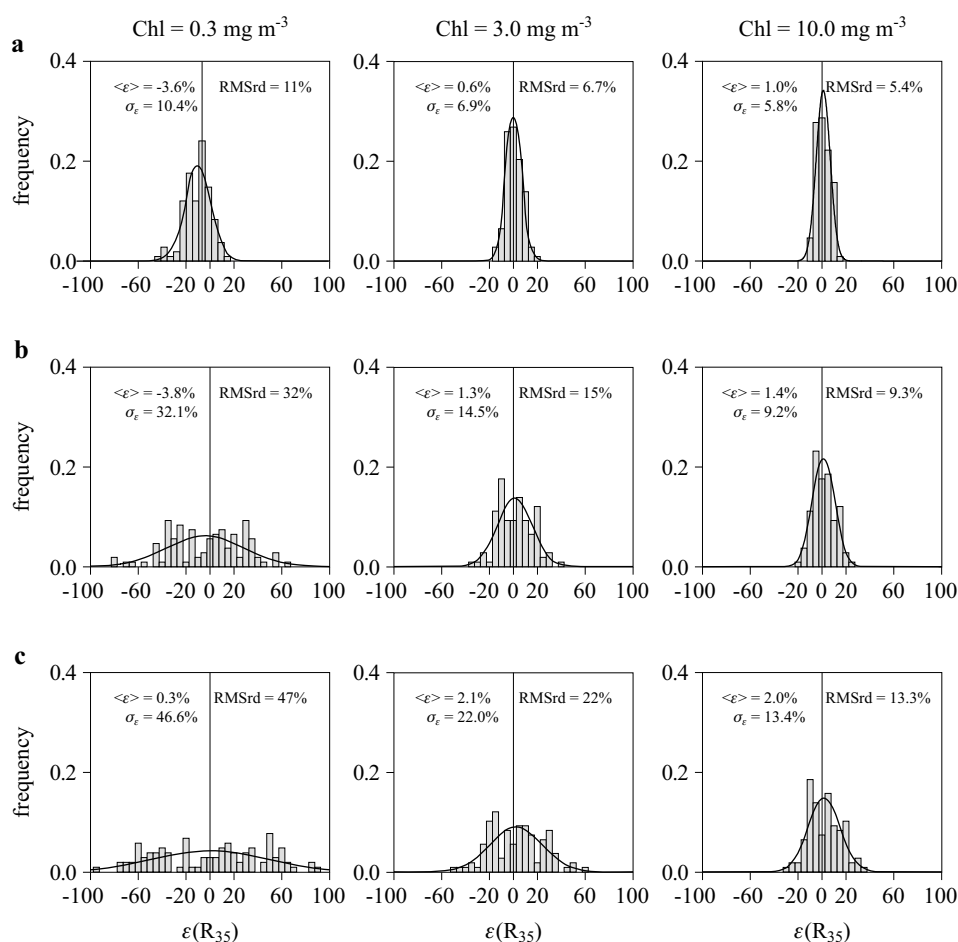 Chl = 0.3 mg m⁻³ Chl = 3.0 mg m⁻³ Chl = 10.0 mg m⁻³
a
0.4
<ε> = -3.6% RMSrd = 11%
σε = 10.4%
<ε> = 0.6% RMSrd = 6.7%
σε = 6.9%
<ε> = 1.0% RMSrd = 5.4%
σε = 5.8%
frequency
0.2
0.0
-100 -60 -20 0 20 60 100
-100 -60 -20 0 20 60 100
-100 -60 -20 0 20 60 100
b
0.4
<ε> = -3.8% RMSrd = 32%
σε = 32.1%
<ε> = 1.3% RMSrd = 15%
σε = 14.5%
<ε> = 1.4% RMSrd = 9.3%
σε = 9.2%
frequency
0.2
0.0
-100 -60 -20 0 20 60 100
-100 -60 -20 0 20 60 100
-100 -60 -20 0 20 60 100
c
0.4
<ε> = 0.3% RMSrd = 47%
σε = 46.6%
<ε> = 2.1% RMSrd = 22%
σε = 22.0%
<ε> = 2.0% RMSrd = 13.3%
σε = 13.4%
frequency
0.2
0.0
-100 -60 -20 0 20 60 100
-100 -60 -20 0 20 60 100
-100 -60 -20 0 20 60 100
ε(R₃₅) ε(R₃₅) ε(R₃₅)